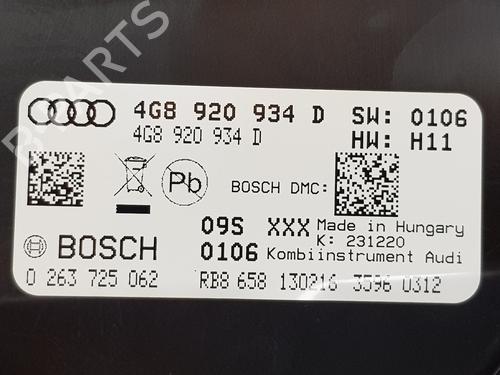 4G8 920 934 D SW: 0106
4G8 920 934 D HW: H11
Pb
BOSCH DMC:
09S XXX Made in Hungary
K: 231220
BOSCH 0106 Kombiinstrument Audi
0 263 725 062 RB8 658 130216 3596 0312
B-PARTS